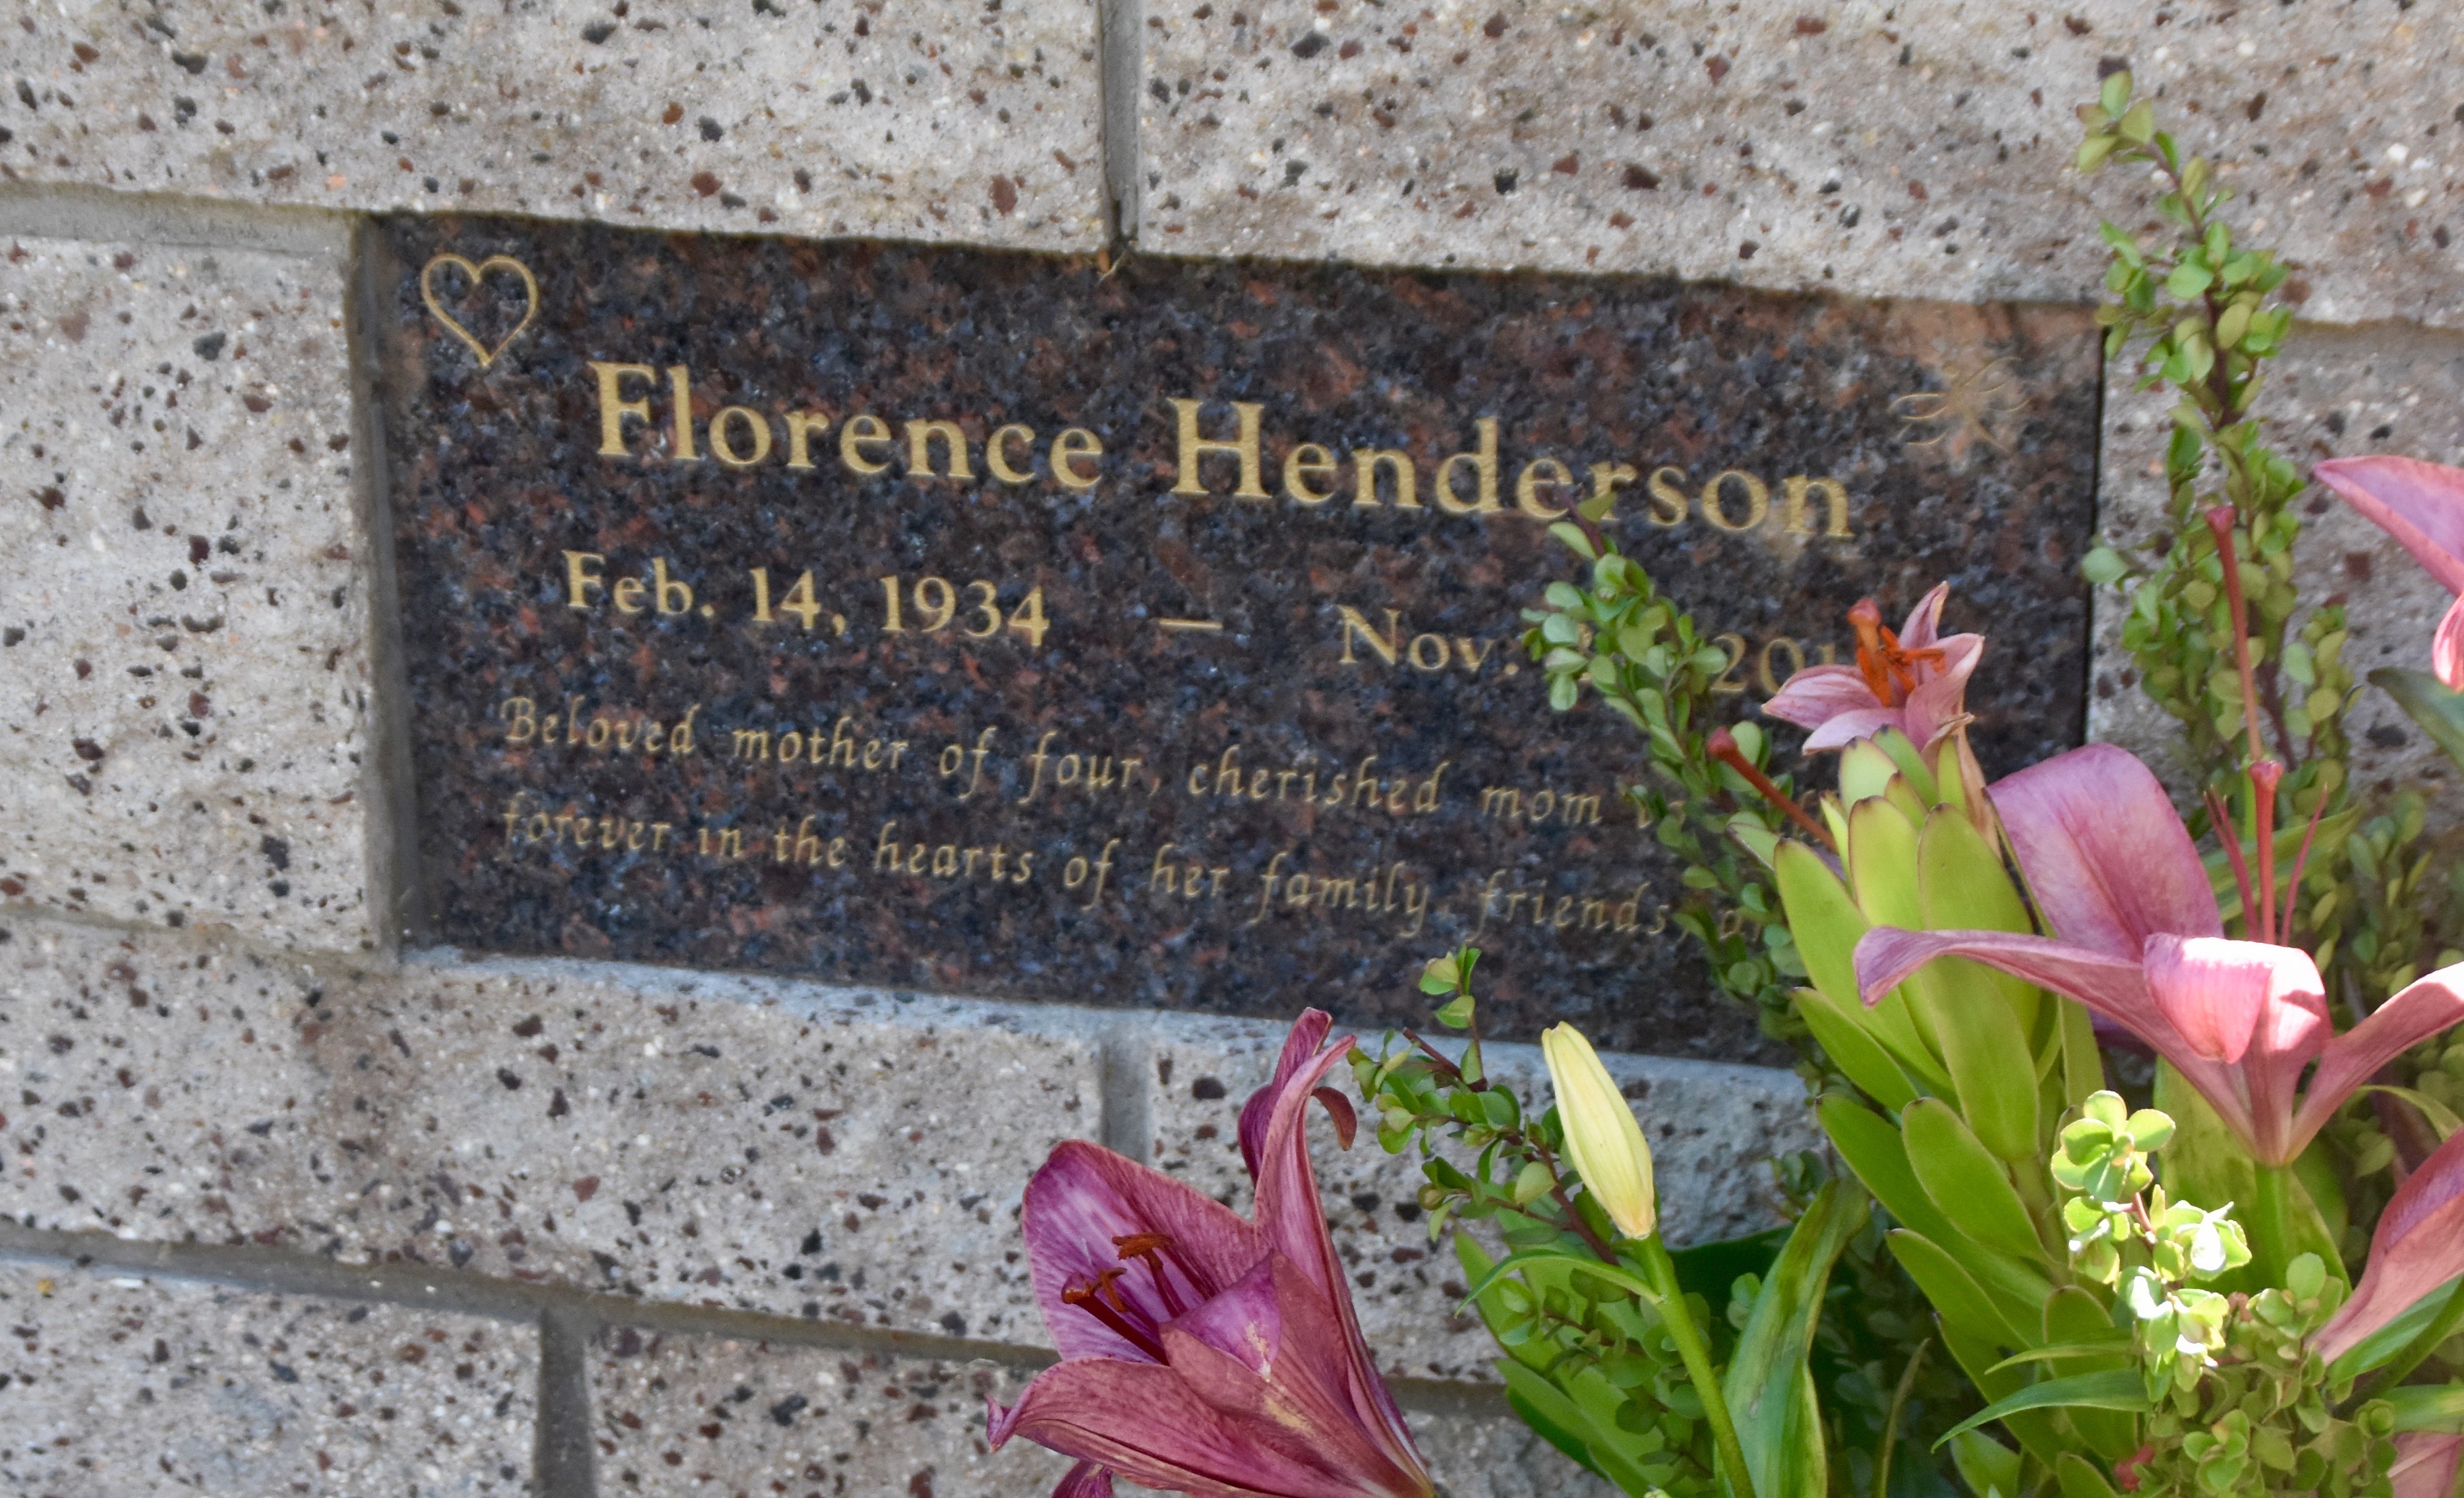 Florence Henderson
Feb. 14, 1934 — Nov.
Beloved mother of four, cherished mom
forever in the hearts of her family, friends,